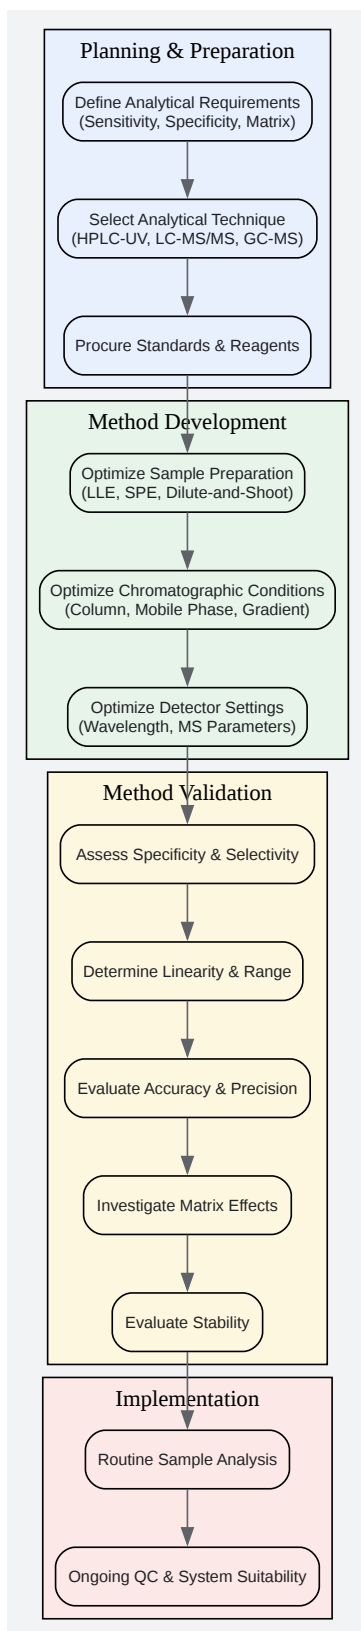 Planning & Preparation
Define Analytical Requirements
(Sensitivity, Specificity, Matrix)
Select Analytical Technique
(HPLC-UV, LC-MS/MS, GC-MS)
Procure Standards & Reagents
Method Development
Optimize Sample Preparation
(LLE, SPE, Dilute-and-Shoot)
Optimize Chromatographic Conditions
(Column, Mobile Phase, Gradient)
Optimize Detector Settings
(Wavelength, MS Parameters)
Method Validation
Assess Specificity & Selectivity
Determine Linearity & Range
Evaluate Accuracy & Precision
Investigate Matrix Effects
Evaluate Stability
Implementation
Routine Sample Analysis
Ongoing QC & System Suitability